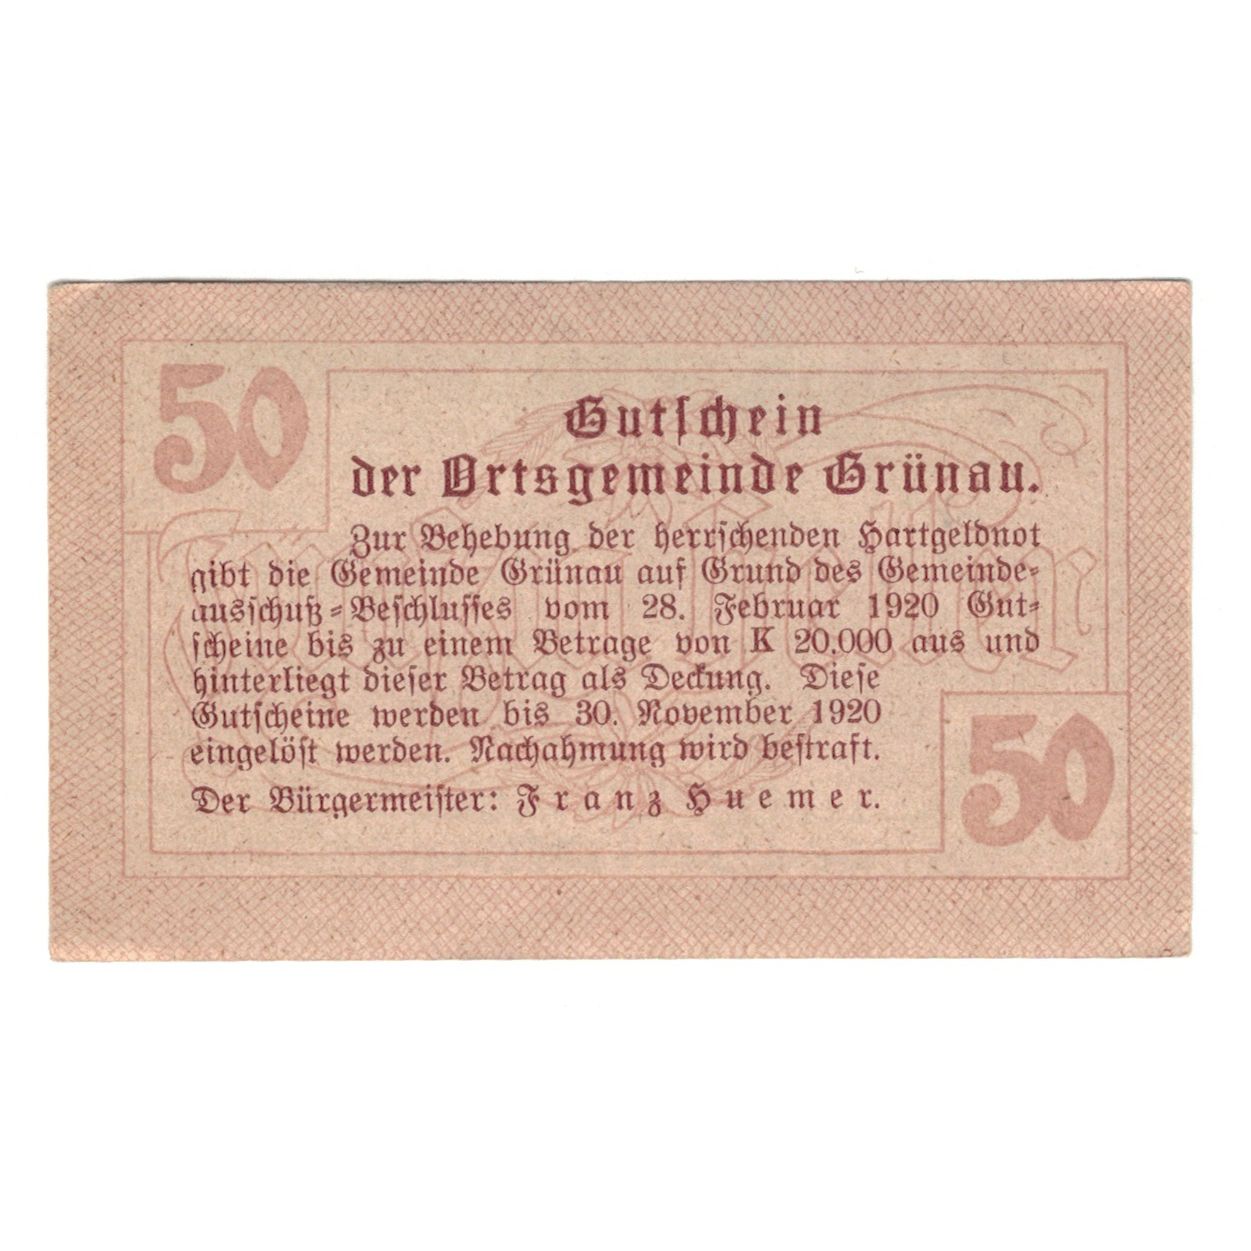 50
Gutschein
der Ortsgemeinde Grünau.
Zur Behebung der herrschenden Hartgeldnot
gibt die Gemeinde Grünau auf Grund des Gemeinde-
ausschuß-Beschlusses vom 28. Februar 1920 Gut-
scheine bis zu einem Betrage von K 20.000 aus und
hinterliegt dieser Betrag als Deckung. Diese
Gutscheine werden bis 30. November 1920
eingelöst werden. Nachahmung wird bestraft.
Der Bürgermeister: Franz Huemer.
50